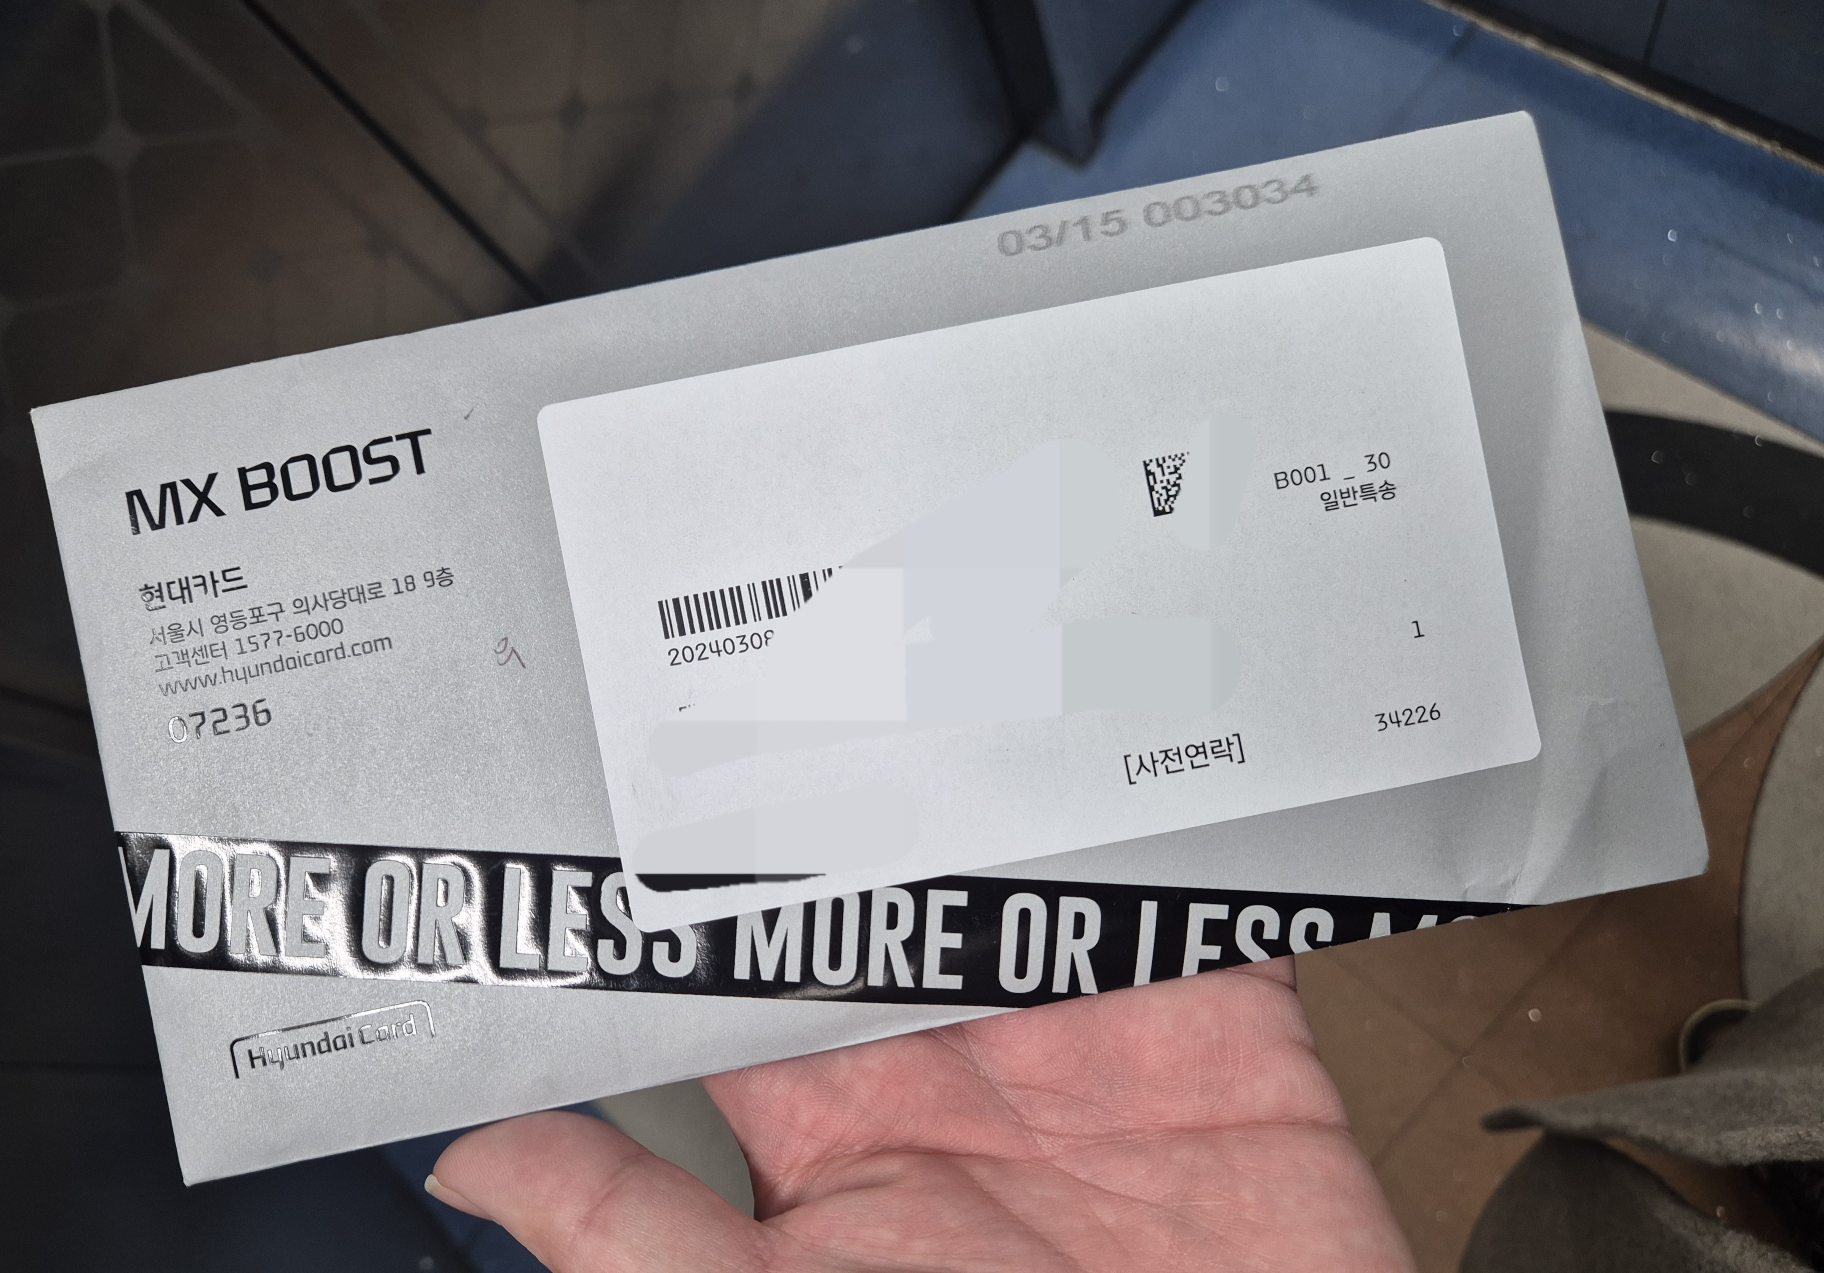 03/15 003034
MX BOOST
현대카드
서울시 영등포구 의사당대로 18 9층
고객센터 1577-6000
www.hyundaicard.com
07236
B001 _ 30
일반특송
2024030
1
34226
[사전연락]
MORE OR LESS MORE OR LESS MO
Hyundai Card